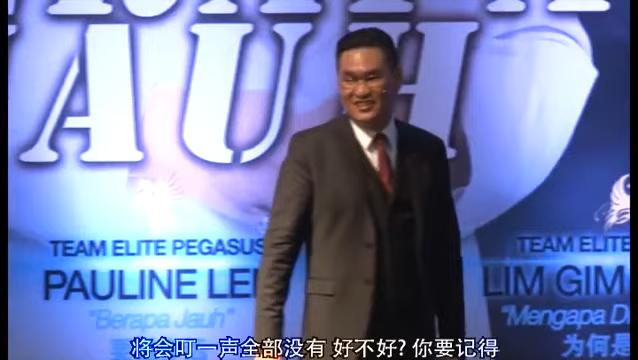 JAUH
TEAM ELITE PEGASUS
PAULINE
"Berapa Jauh"
TEAM ELITE
LIM GIM
"Mengapa
为何是
将会叮一声全部没有 好不好? 你要记得